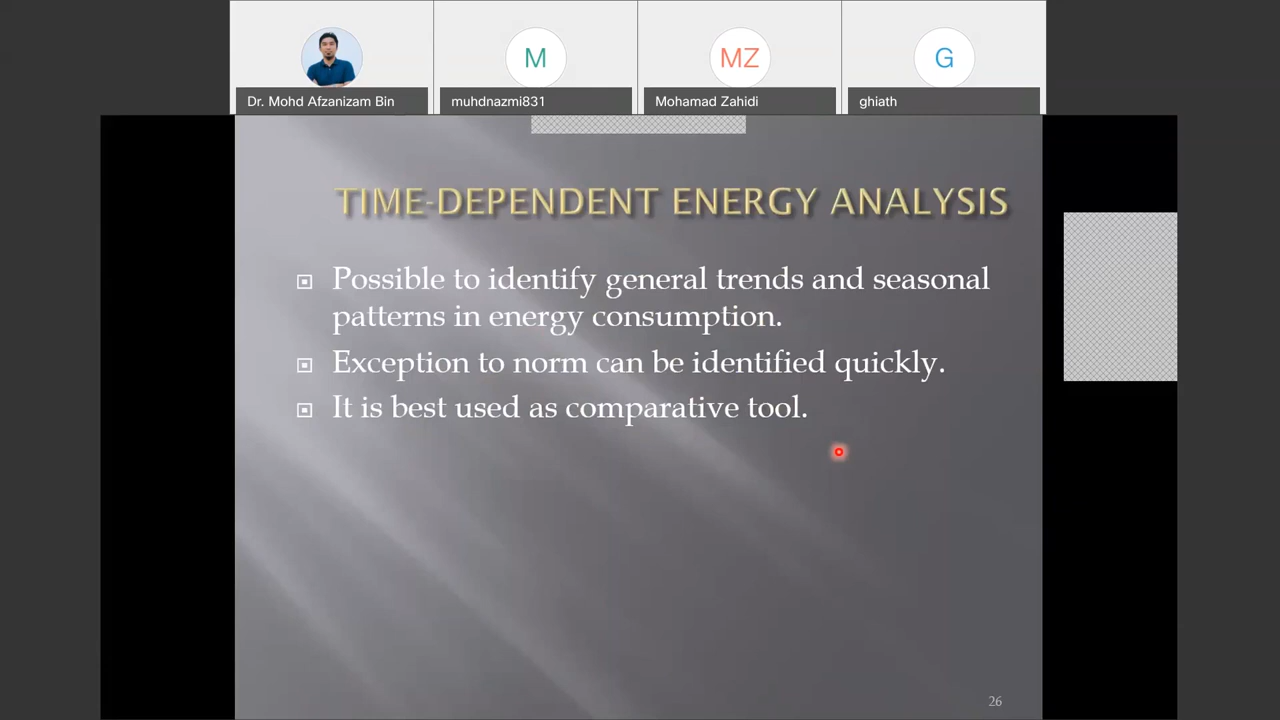 M
MZ
G
Dr. Mohd Afzanizam Bin
muhdnazmi831
Mohamad Zahidi
ghiath
TIME-DEPENDENT ENERGY ANALYSIS
Possible to identify general trends and seasonal
patterns in energy consumption.
Exception to norm can be identified quickly.
It is best used as comparative tool.
26